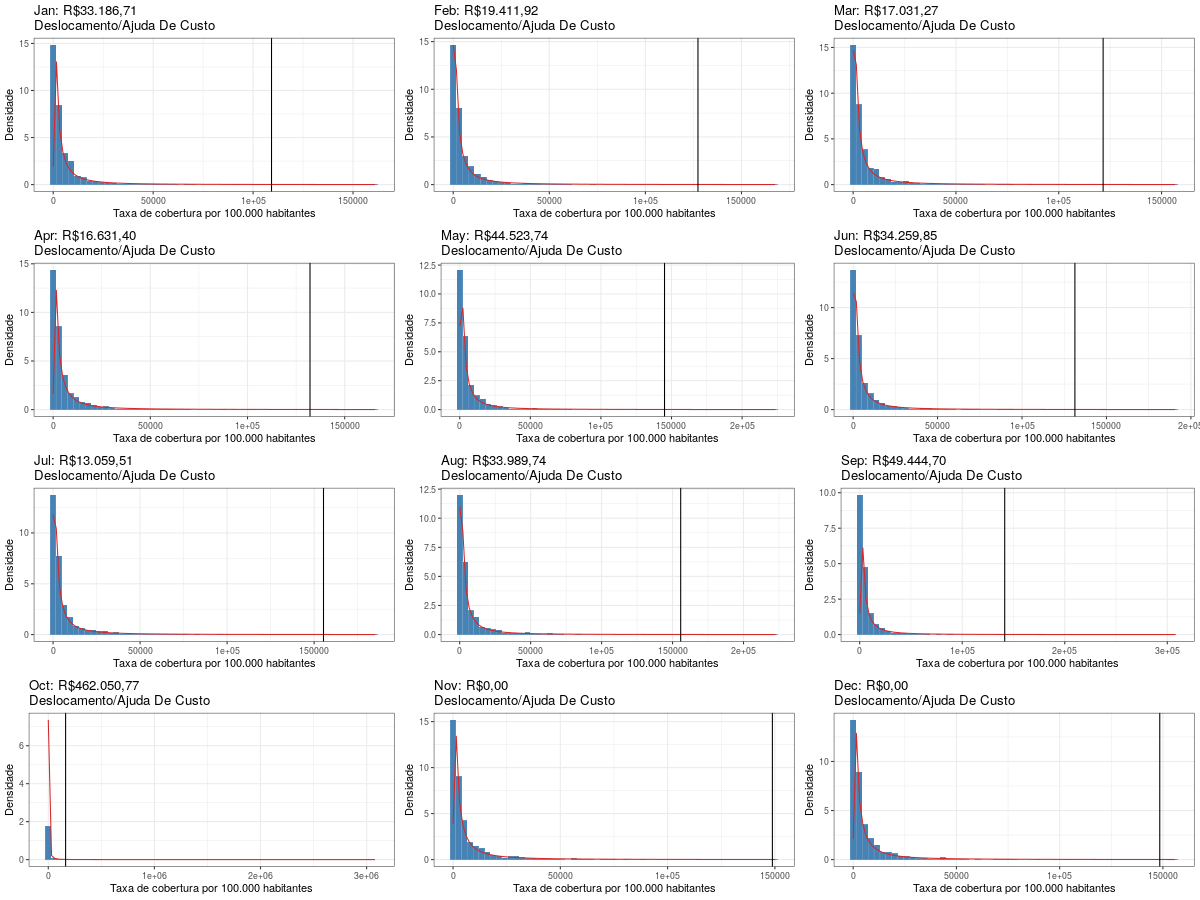 Jan: R$33.186,71
Deslocamento/Ajuda De Custo
15
10
5
0
Densidade
0
50000
1e+05
150000
Taxa de cobertura por 100.000 habitantes
Feb: R$19.411,92
Deslocamento/Ajuda De Custo
15
10
5
0
Densidade
0
50000
1e+05
150000
Taxa de cobertura por 100.000 habitantes
Mar: R$17.031,27
Deslocamento/Ajuda De Custo
15
10
5
0
Densidade
0
50000
1e+05
150000
Taxa de cobertura por 100.000 habitantes
Apr: R$16.631,40
Deslocamento/Ajuda De Custo
15
10
5
0
Densidade
0
50000
1e+05
150000
Taxa de cobertura por 100.000 habitantes
May: R$44.523,74
Deslocamento/Ajuda De Custo
12.5
10.0
7.5
5.0
2.5
0.0
Densidade
0
50000
1e+05
150000
2e+05
Taxa de cobertura por 100.000 habitantes
Jun: R$34.259,85
Deslocamento/Ajuda De Custo
10
5
0
Densidade
0
50000
1e+05
150000
2e+05
Taxa de cobertura por 100.000 habitantes
Jul: R$13.059,51
Deslocamento/Ajuda De Custo
10
5
0
Densidade
0
50000
1e+05
150000
Taxa de cobertura por 100.000 habitantes
Aug: R$33.989,74
Deslocamento/Ajuda De Custo
12.5
10.0
7.5
5.0
2.5
0.0
Densidade
0
50000
1e+05
150000
2e+05
Taxa de cobertura por 100.000 habitantes
Sep: R$49.444,70
Deslocamento/Ajuda De Custo
10.0
7.5
5.0
2.5
0.0
Densidade
0
1e+05
2e+05
3e+05
Taxa de cobertura por 100.000 habitantes
Oct: R$462.050,77
Deslocamento/Ajuda De Custo
6
4
2
0
Densidade
0
1e+06
2e+06
3e+06
Taxa de cobertura por 100.000 habitantes
Nov: R$0,00
Deslocamento/Ajuda De Custo
15
10
5
0
Densidade
0
50000
1e+05
150000
Taxa de cobertura por 100.000 habitantes
Dec: R$0,00
Deslocamento/Ajuda De Custo
10
5
0
Densidade
0
50000
1e+05
150000
Taxa de cobertura por 100.000 habitantes